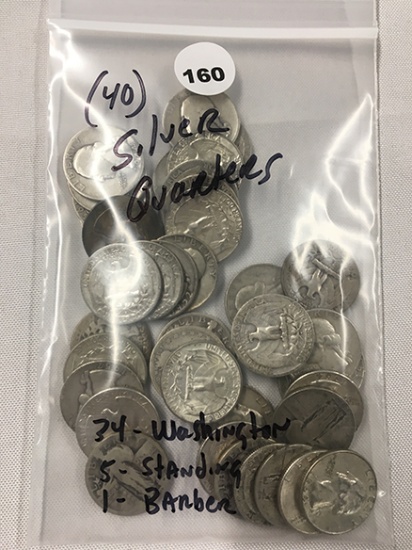 160
(40)
Silver
Quarters
34 - Washington
5 - Standing
1 - Barber